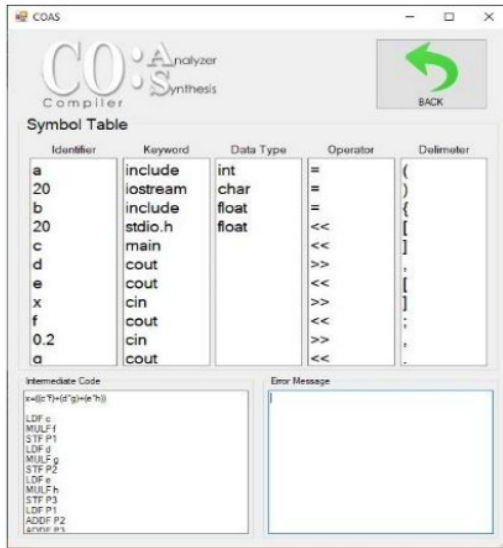 COAS
CO: Analyzer
Synthesis
Compiler
BACK
Symbol Table
Identifier Keyword Data Type Operator Delimeter
a include int = (
20 iostream char = )
b include float = {
20 stdio.h float << [
c main << ]
d cout >> ,
e cout << [
x cin >> ]
f cout << ;
0.2 cin >> ,
g cout <<
Intermediate Code Error Message
x=((c*f)+(d*g)+(e*h))
LDF c
MULF f
STF P1
LDF d
MULF g
STF P2
LDF e
MULF h
STF P3
LDF P1
ADDF P2
ADDF P3